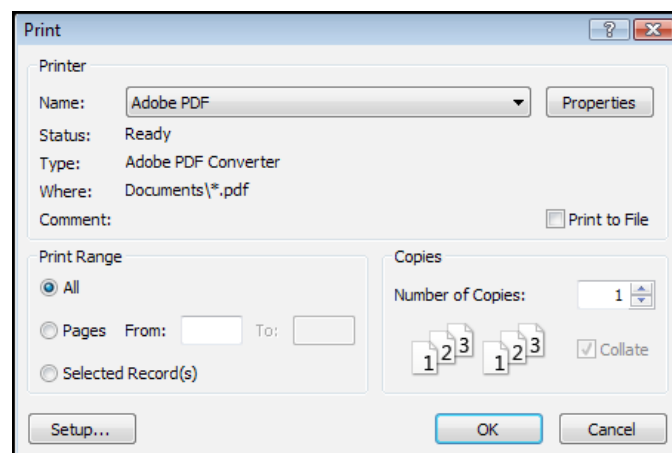 Print
Printer
Name: Adobe PDF Properties
Status: Ready
Type: Adobe PDF Converter
Where: Documents\*.pdf
Comment: Print to File
Print Range
All
Pages From: To:
Selected Record(s)
Copies
Number of Copies: 1
1 2 3 1 2 3 Collate
Setup... OK Cancel